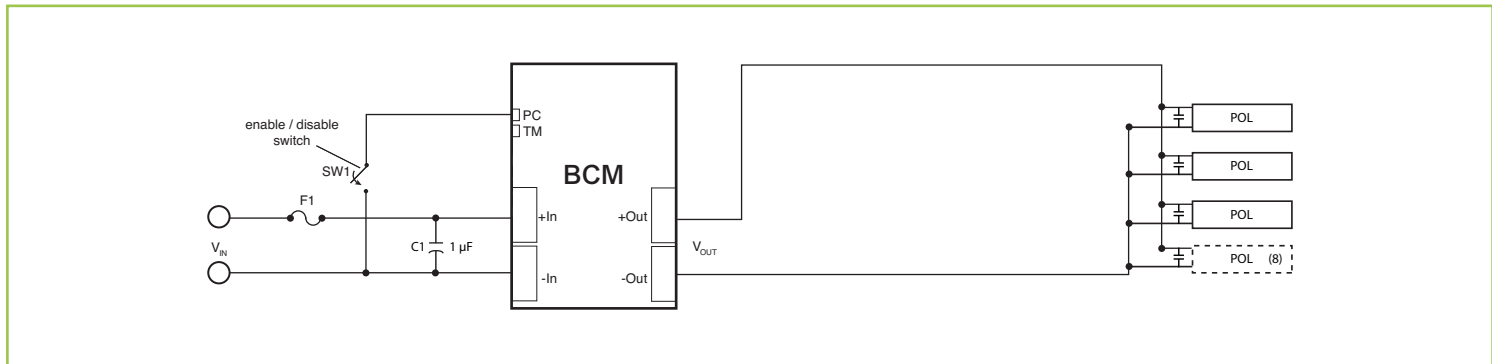 enable / disable
switch
SW1
F1
V_IN
C1 1 µF
PC
TM
BCM
+In
-In
+Out
-Out
V_OUT
POL
POL
POL
POL (8)